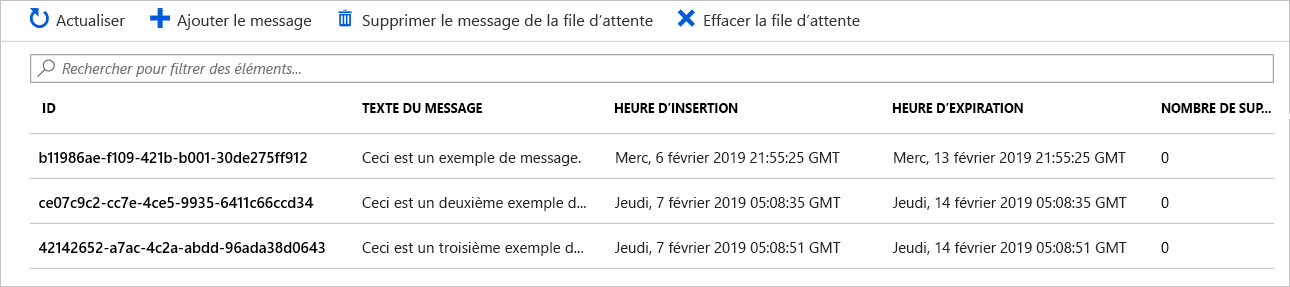 Actualiser Ajouter le message Supprimer le message de la file d’attente Effacer la file d’attente
Rechercher pour filtrer des éléments...
ID TEXTE DU MESSAGE HEURE D’INSERTION HEURE D’EXPIRATION NOMBRE DE SUP...
b11986ae-f109-421b-b001-30de275ff912 Ceci est un exemple de message. Merc, 6 février 2019 21:55:25 GMT Merc, 13 février 2019 21:55:25 GMT 0
ce07c9c2-cc7e-4ce5-9935-6411c66ccd34 Ceci est un deuxième exemple d... Jeudi, 7 février 2019 05:08:35 GMT Jeudi, 14 février 2019 05:08:35 GMT 0
42142652-a7ac-4c2a-abdd-96ada38d0643 Ceci est un troisième exemple d... Jeudi, 7 février 2019 05:08:51 GMT Jeudi, 14 février 2019 05:08:51 GMT 0